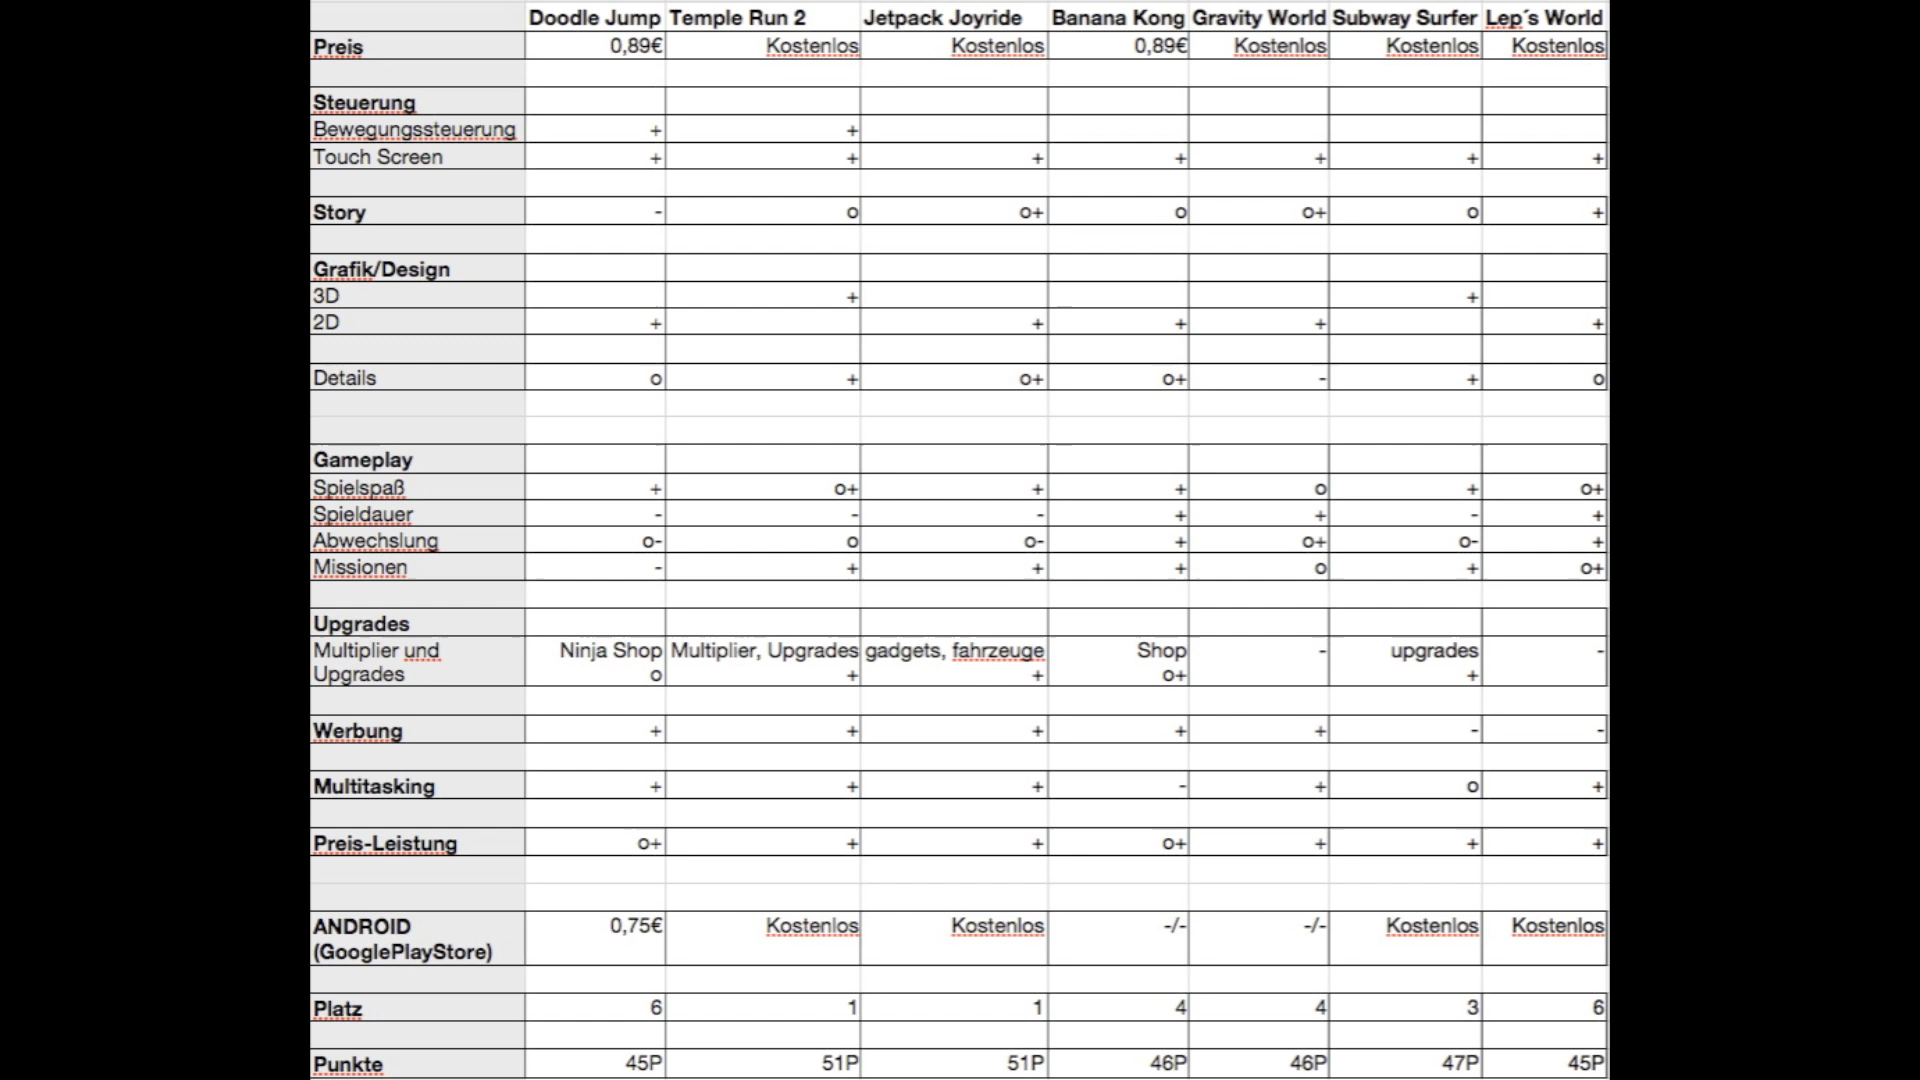 Doodle Jump Temple Run 2 Jetpack Joyride Banana Kong Gravity World Subway Surfer Lep´s World
Preis 0,89€ Kostenlos Kostenlos 0,89€ Kostenlos Kostenlos Kostenlos
Steuerung
Bewegungssteuerung + +
Touch Screen + + + + + + +
Story - o o+ o o+ o +
Grafik/Design
3D + +
2D + + + + +
Details o + o+ o+ - + o
Gameplay
Spielspaß + o+ + + o + o+
Spieldauer - - - + + - +
Abwechslung o- o o- + o+ o- +
Missionen - + + + o + o+
Upgrades
Multiplier und Ninja Shop Multiplier, Upgrades gadgets, fahrzeuge Shop - upgrades -
Upgrades o + + o+ +
Werbung + + + + + - -
Multitasking + + + - + o +
Preis-Leistung o+ + + o+ + + +
ANDROID 0,75€ Kostenlos Kostenlos -/- -/- Kostenlos Kostenlos
(GooglePlayStore)
Platz 6 1 1 4 4 3 6
Punkte 45P 51P 51P 46P 46P 47P 45P